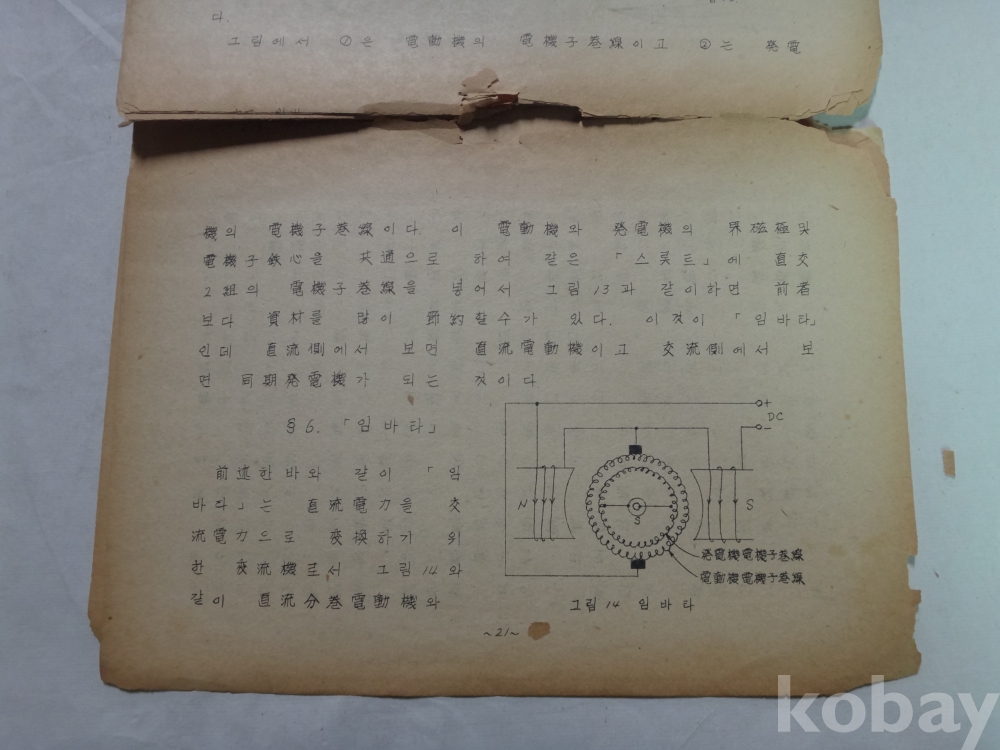 다.
그림에서 ①은 電動機의 電機子巻線이고 ②는 発電
機의 電機子巻線이다 이 電動機와 発電機의 界磁極및
電機子鉄心을 共通으로 하여 같은 「스롯트」에 直交
2組의 電機子巻線을 넣어서 그림 13과 같이하면 前者
보다 資材를 많이 節約할수가 있다. 이것이 「임바타」
인데 直流側에서 보면 直流電動機이고 交流側에서 보
면 同期発電機가 되는 것이다
§6. 「임바타」
前述한바와 같이 「임
바타」는 直流電力을 交
流電力으로 変換하기 위
한 交流機로서 그림 14와
같이 直流分巻電動機와
+
DC
−
N
S
S
発電機電機子巻線
電動機電機子巻線
그림 14 임바타
~21~
kobay